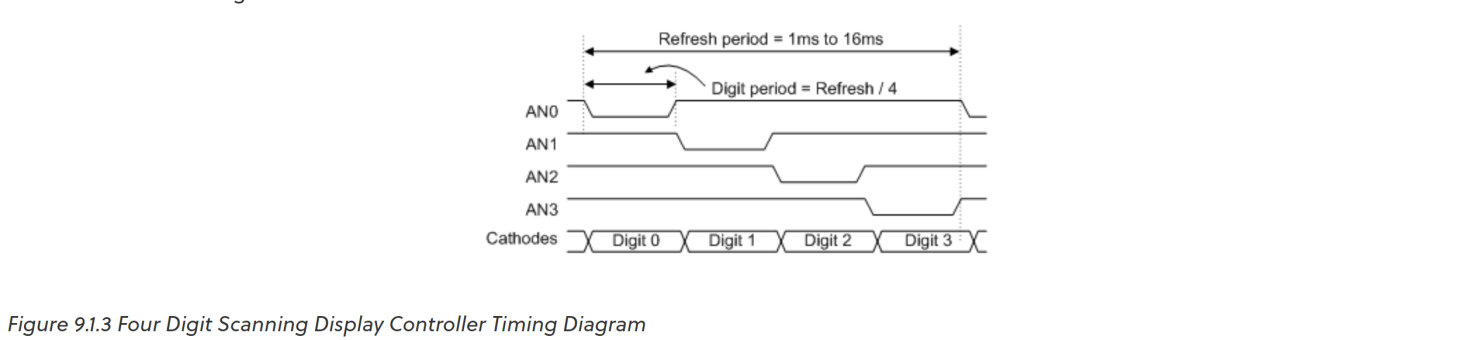 Refresh period = 1ms to 16ms
Digit period = Refresh / 4
AN0
AN1
AN2
AN3
Cathodes Digit 0 Digit 1 Digit 2 Digit 3
Figure 9.1.3 Four Digit Scanning Display Controller Timing Diagram